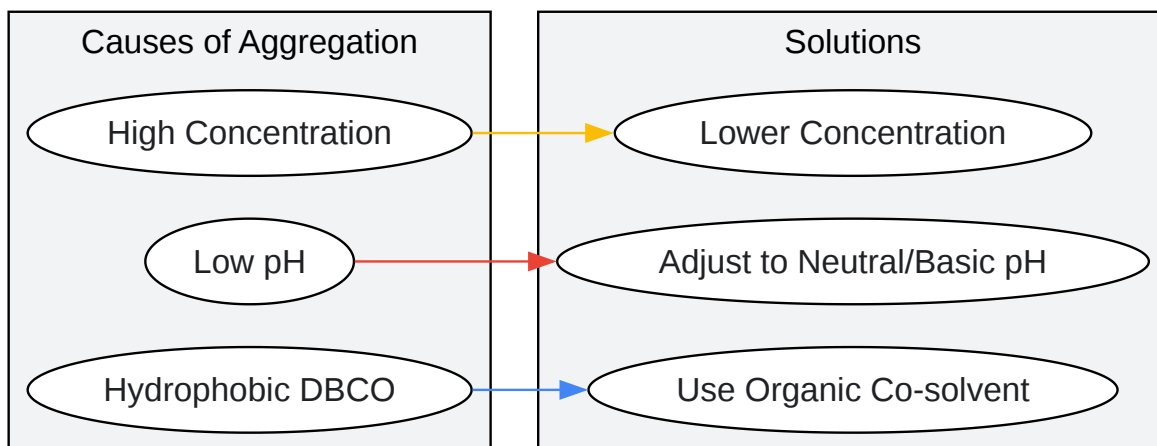 Causes of Aggregation
Solutions
High Concentration
Lower Concentration
Low pH
Adjust to Neutral/Basic pH
Hydrophobic DBCO
Use Organic Co-solvent